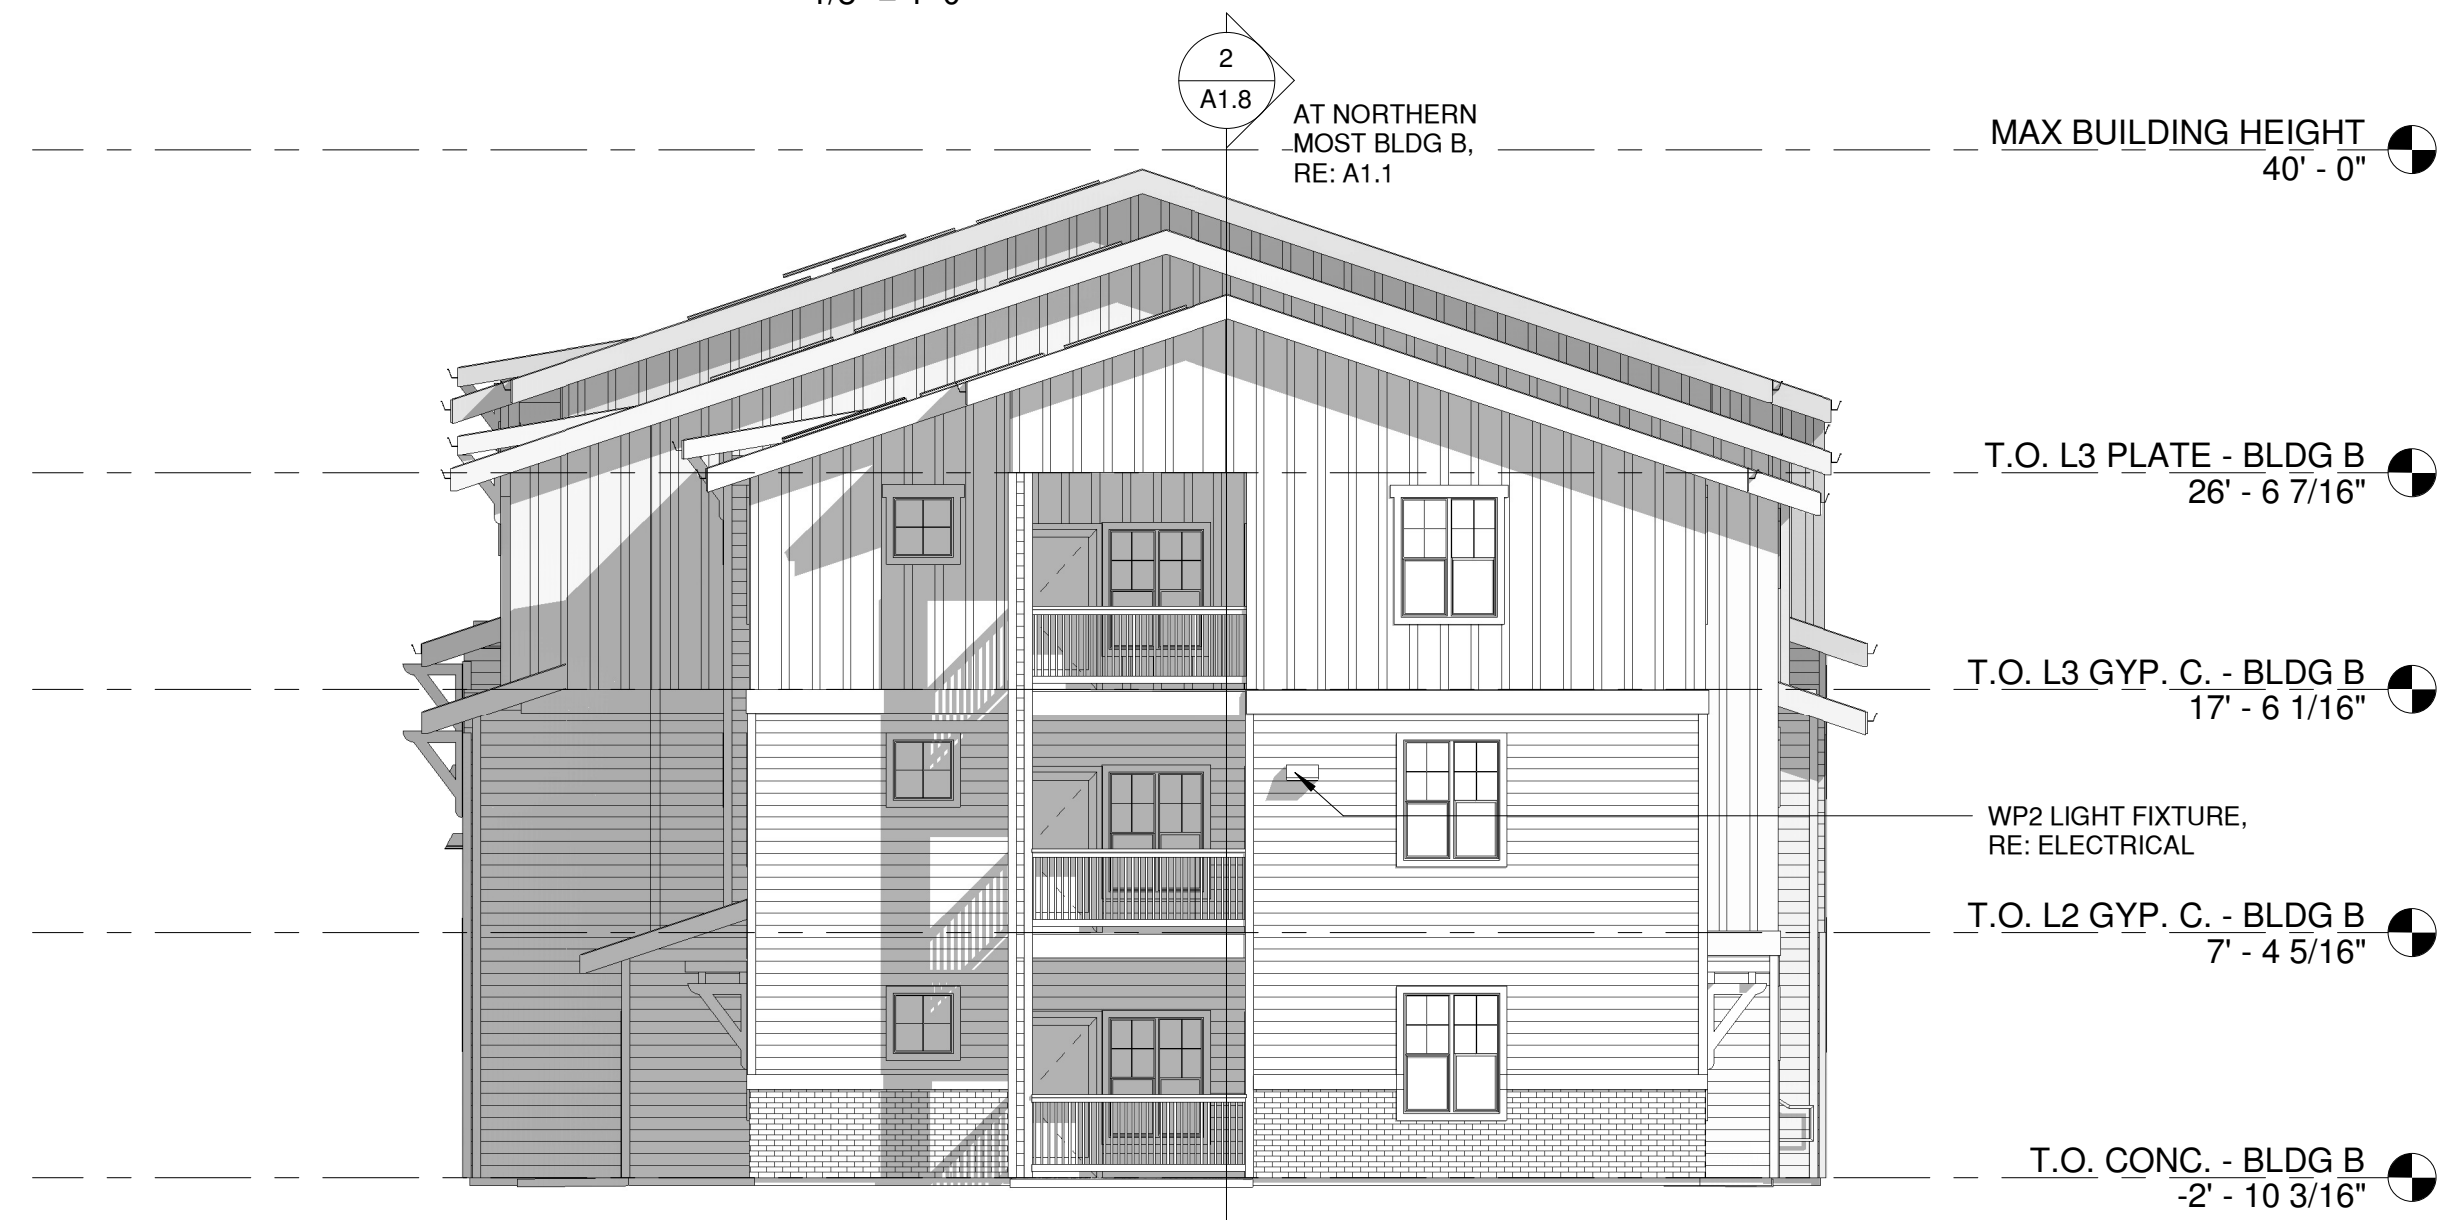 2
A1.8
AT NORTHERN
MOST BLDG B,
RE: A1.1
MAX BUILDING HEIGHT
40' - 0"
T.O. L3 PLATE - BLDG B
26' - 6 7/16"
T.O. L3 GYP. C. - BLDG B
17' - 6 1/16"
WP2 LIGHT FIXTURE,
RE: ELECTRICAL
T.O. L2 GYP. C. - BLDG B
7' - 4 5/16"
T.O. CONC. - BLDG B
-2' - 10 3/16"